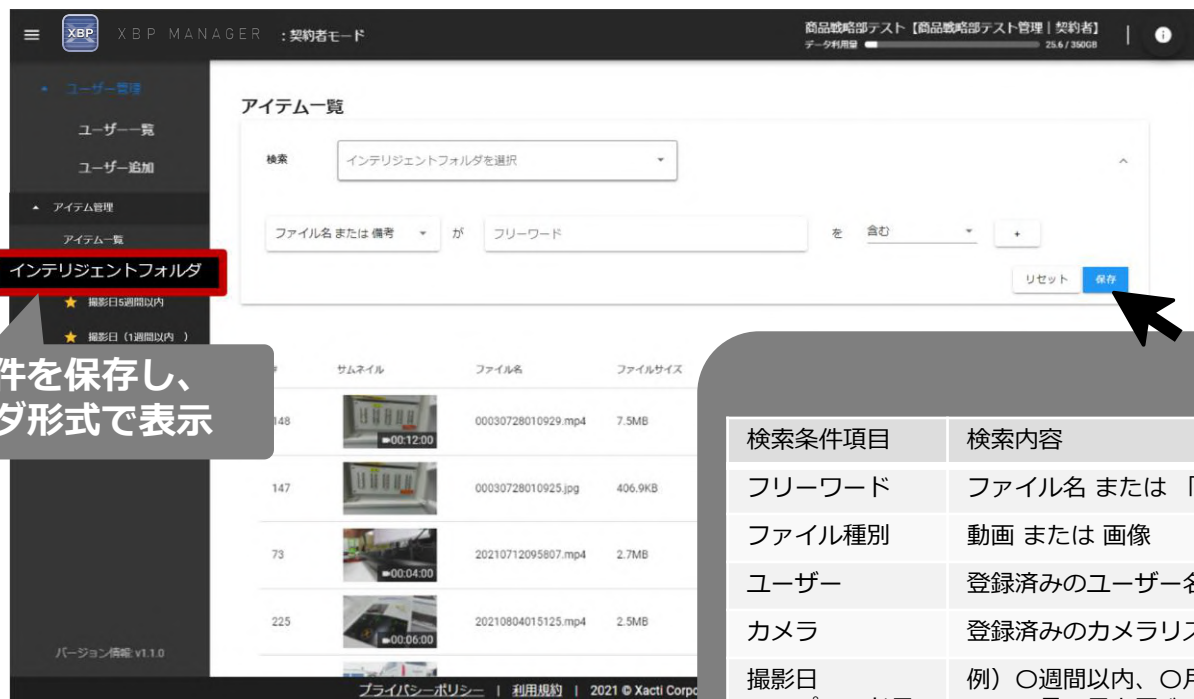 XBP XBP MANAGER :契約者モード
商品戦略部テスト【商品戦略部テスト管理|契約者】
データ利用量 25.6 / 350GB
ユーザー管理
ユーザー一覧
ユーザー追加
アイテム管理
アイテム一覧
インテリジェントフォルダ
撮影日5週間以内
撮影日(1週間以内 )
件を保存し、
ダ形式で表示
バージョン情報: v1.1.0
アイテム一覧
検索 インテリジェントフォルダを選択
ファイル名 または 備考 が フリーワード を 含む +
リセット 保存
# サムネイル ファイル名 ファイルサイズ
148 00:12:00 00030728010929.mp4 7.5MB
147 00030728010925.jpg 406.9KB
73 00:04:00 20210712095807.mp4 2.7MB
225 00:06:00 20210804015125.mp4 2.5MB
プライバシーポリシー | 利用規約 | 2021 © Xacti Corpo
検索条件項目 検索内容
フリーワード ファイル名 または 「
ファイル種別 動画 または 画像
ユーザー 登録済みのユーザー名
カメラ 登録済みのカメラリス
撮影日 例)〇週間以内、〇月